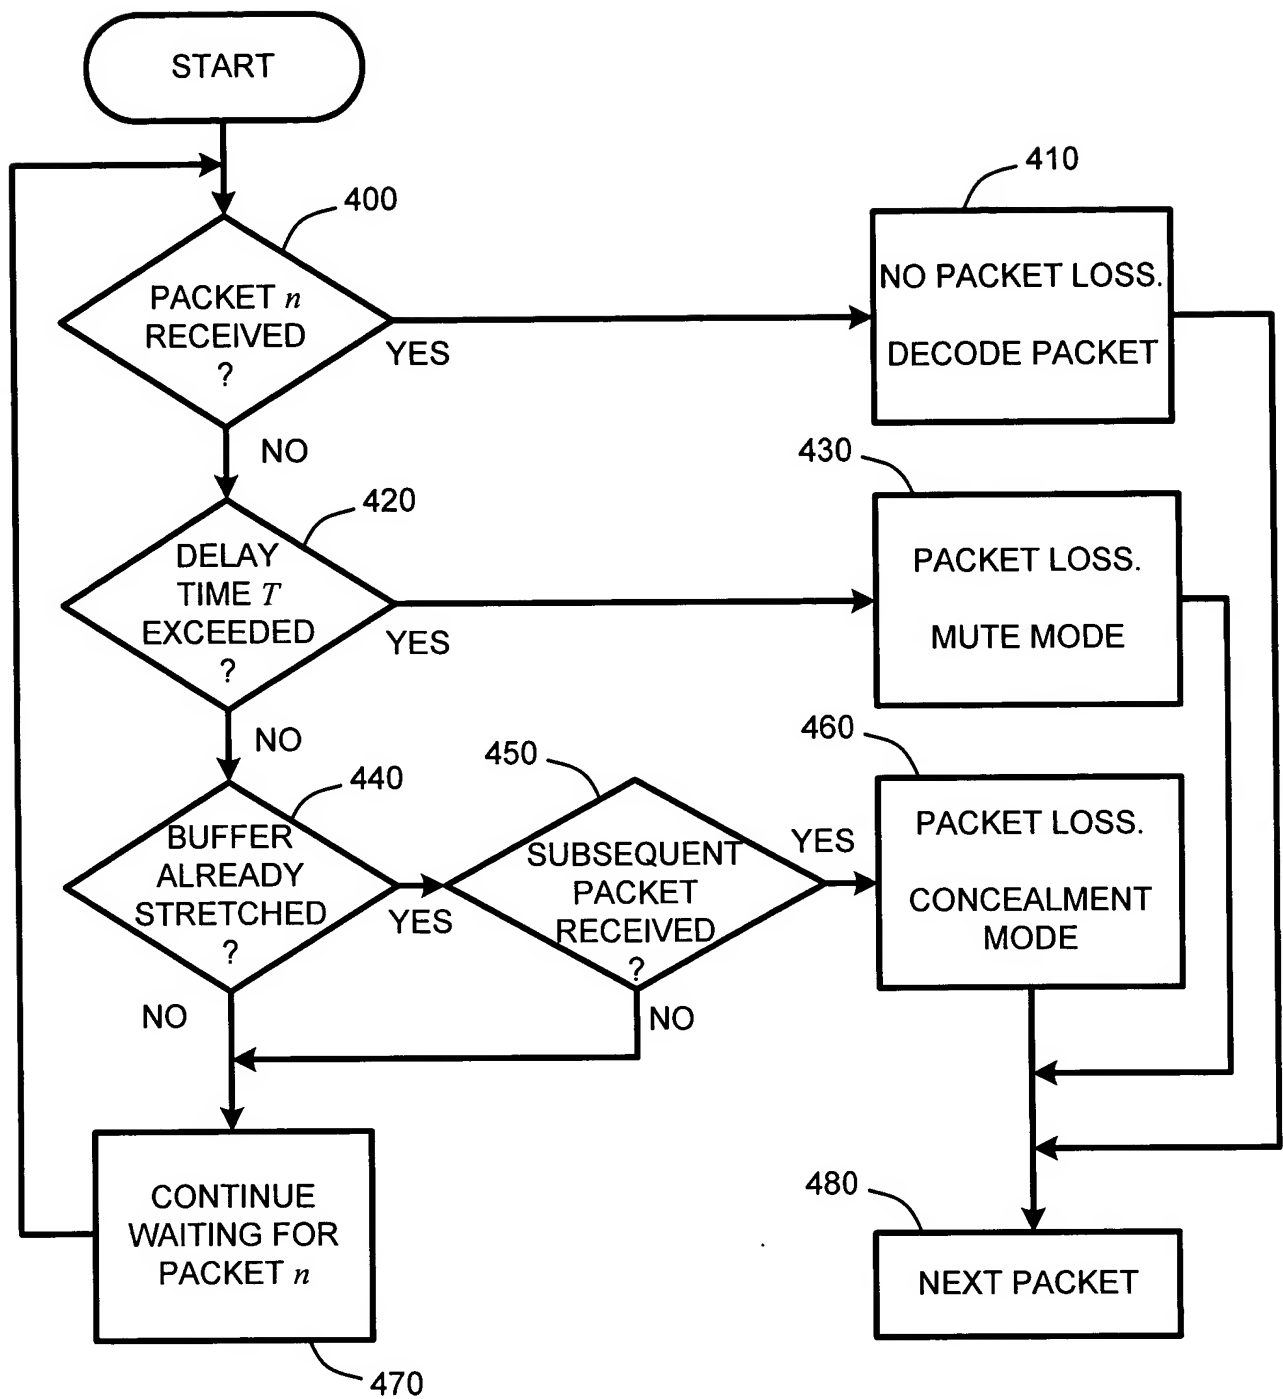 START
400
PACKET n
RECEIVED
?
YES
NO
410
NO PACKET LOSS.
DECODE PACKET
420
DELAY
TIME T
EXCEEDED
?
YES
NO
430
PACKET LOSS.
MUTE MODE
440
BUFFER
ALREADY
STRETCHED
?
YES
NO
450
SUBSEQUENT
PACKET
RECEIVED
?
YES
NO
460
PACKET LOSS.
CONCEALMENT
MODE
CONTINUE
WAITING FOR
PACKET n
470
480
NEXT PACKET